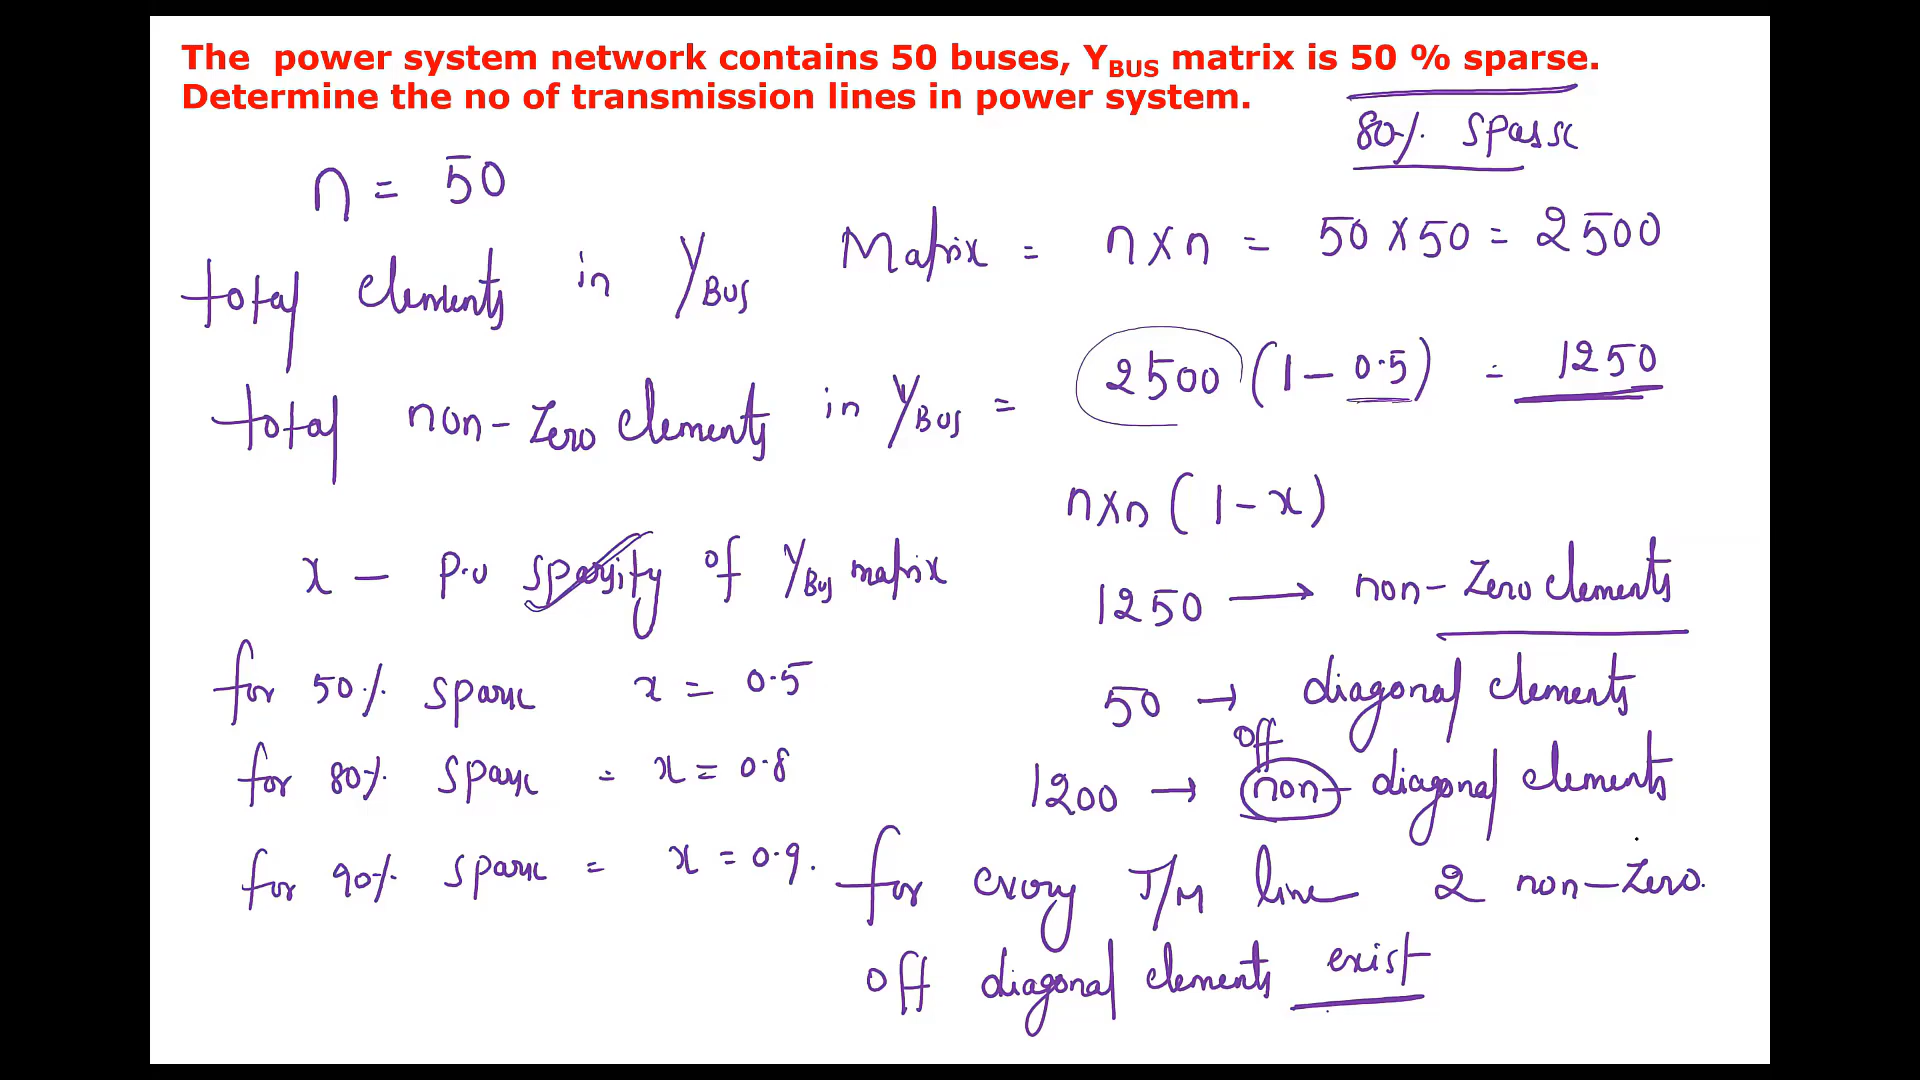 The power system network contains 50 buses, YBUS matrix is 50 % sparse.
Determine the no of transmission lines in power system.
80% sparse
n = 50
total elements in YBus Matrix = n×n = 50×50 = 2500
total non-zero elements in YBus = 2500 (1-0.5) = 1250
n×n (1-x)
x - P.U sparsity of YBus matrix
1250 → non-zero elements
for 50% sparse x = 0.5
50 → diagonal elements
off
for 80% sparse = x = 0.8
1200 → non-diagonal elements
for 90% sparse = x = 0.9.
for every T/M line 2 non-zero.
off diagonal elements exist